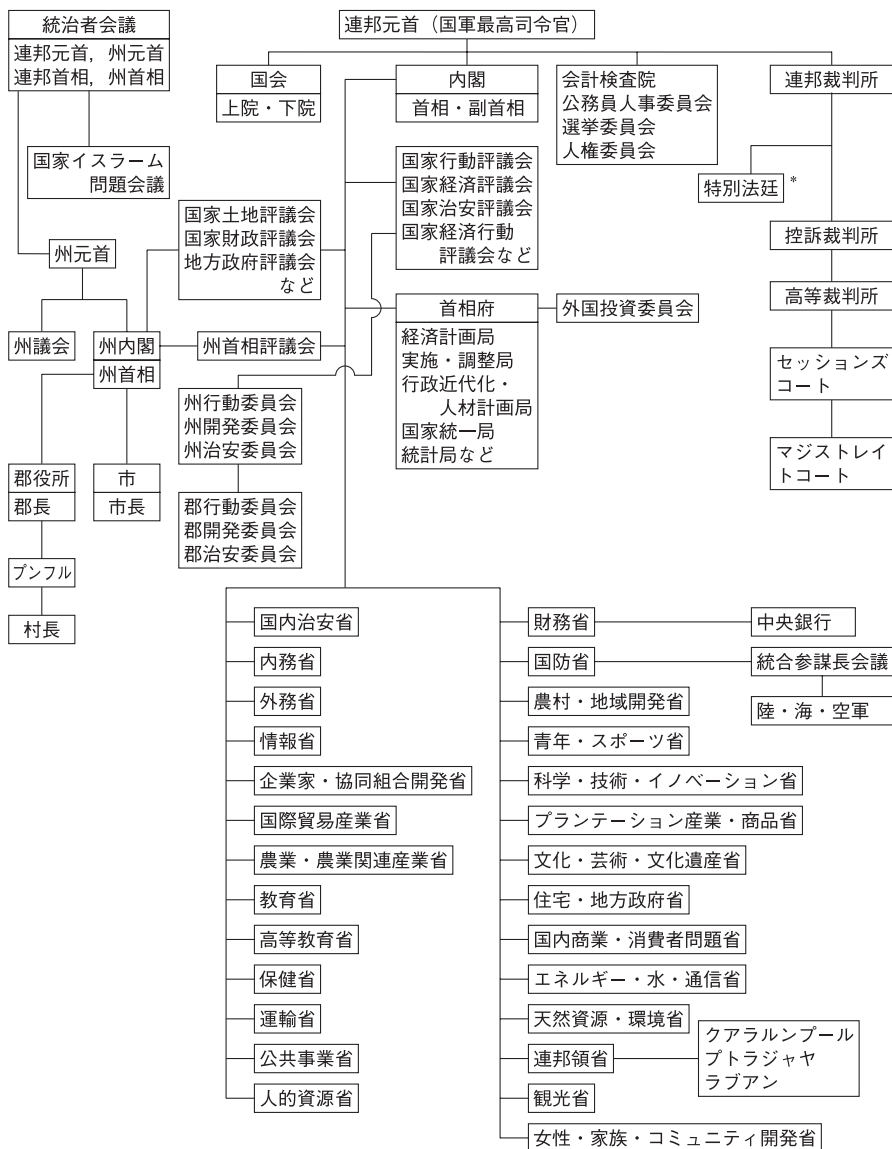 統治者会議
連邦元首，州元首
連邦首相，州首相
国家イスラーム
問題会議
州元首
州議会
州内閣
州首相
郡役所
郡長
市
市長
プンフル
村長
連邦元首（国軍最高司令官）
国会
上院・下院
内閣
首相・副首相
会計検査院
公務員人事委員会
選挙委員会
人権委員会
連邦裁判所
特別法廷*
控訴裁判所
高等裁判所
セッションズ
コート
マジストレイ
トコート
国家行動評議会
国家経済評議会
国家治安評議会
国家経済行動
評議会など
国家土地評議会
国家財政評議会
地方政府評議会
など
州首相評議会
首相府
経済計画局
実施・調整局
行政近代化・
人材計画局
国家統一局
統計局など
外国投資委員会
州行動委員会
州開発委員会
州治安委員会
郡行動委員会
郡開発委員会
郡治安委員会
国内治安省
内務省
外務省
情報省
企業家・協同組合開発省
国際貿易産業省
農業・農業関連産業省
教育省
高等教育省
保健省
運輸省
公共事業省
人的資源省
財務省
中央銀行
国防省
統合参謀長会議
陸・海・空軍
農村・地域開発省
青年・スポーツ省
科学・技術・イノベーション省
プランテーション産業・商品省
文化・芸術・文化遺産省
住宅・地方政府省
国内商業・消費者問題省
エネルギー・水・通信省
天然資源・環境省
連邦領省
クアラルンプール
プトラジャヤ
ラブアン
観光省
女性・家族・コミュニティ開発省